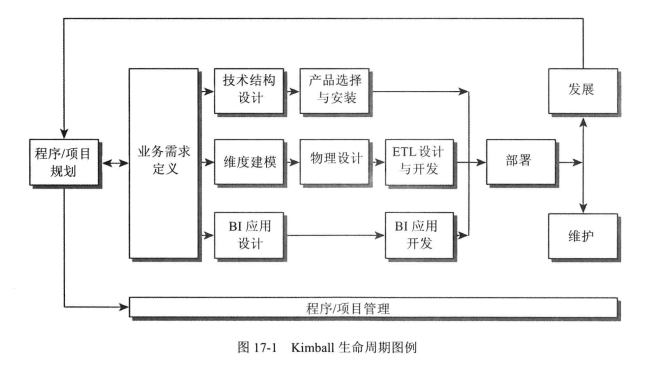 技术结构
设计
产品选择
与安装
发展
程序/项目
规划
业务需求
定义
维度建模
物理设计
ETL设计
与开发
部署
BI 应用
设计
BI 应用
开发
维护
程序/项目管理
图 17-1 Kimball 生命周期图例